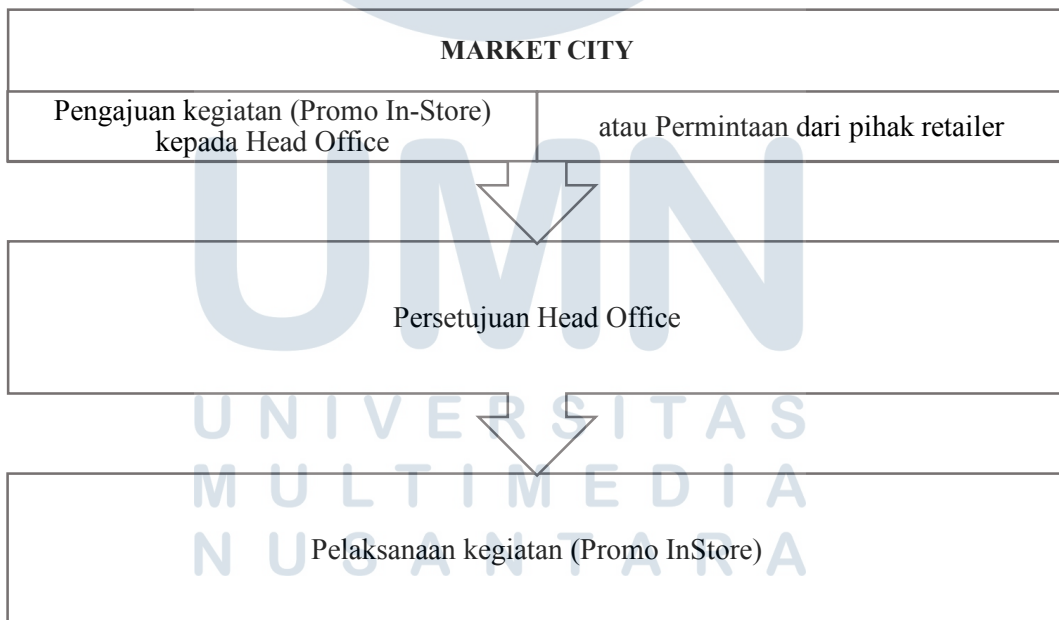 MARKET CITY
Pengajuan kegiatan (Promo In-Store)
kepada Head Office
atau Permintaan dari pihak retailer
Persetujuan Head Office
Pelaksanaan kegiatan (Promo InStore)
UMN
UNIVERSITAS
MULTIMEDIA
NUSANTARA